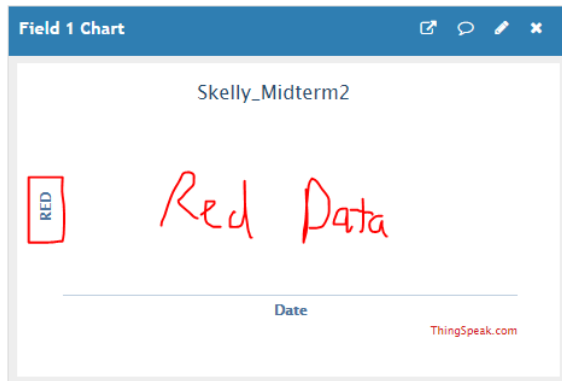 Field 1 Chart
Skelly_Midterm2
RED
Red Data
Date
ThingSpeak.com